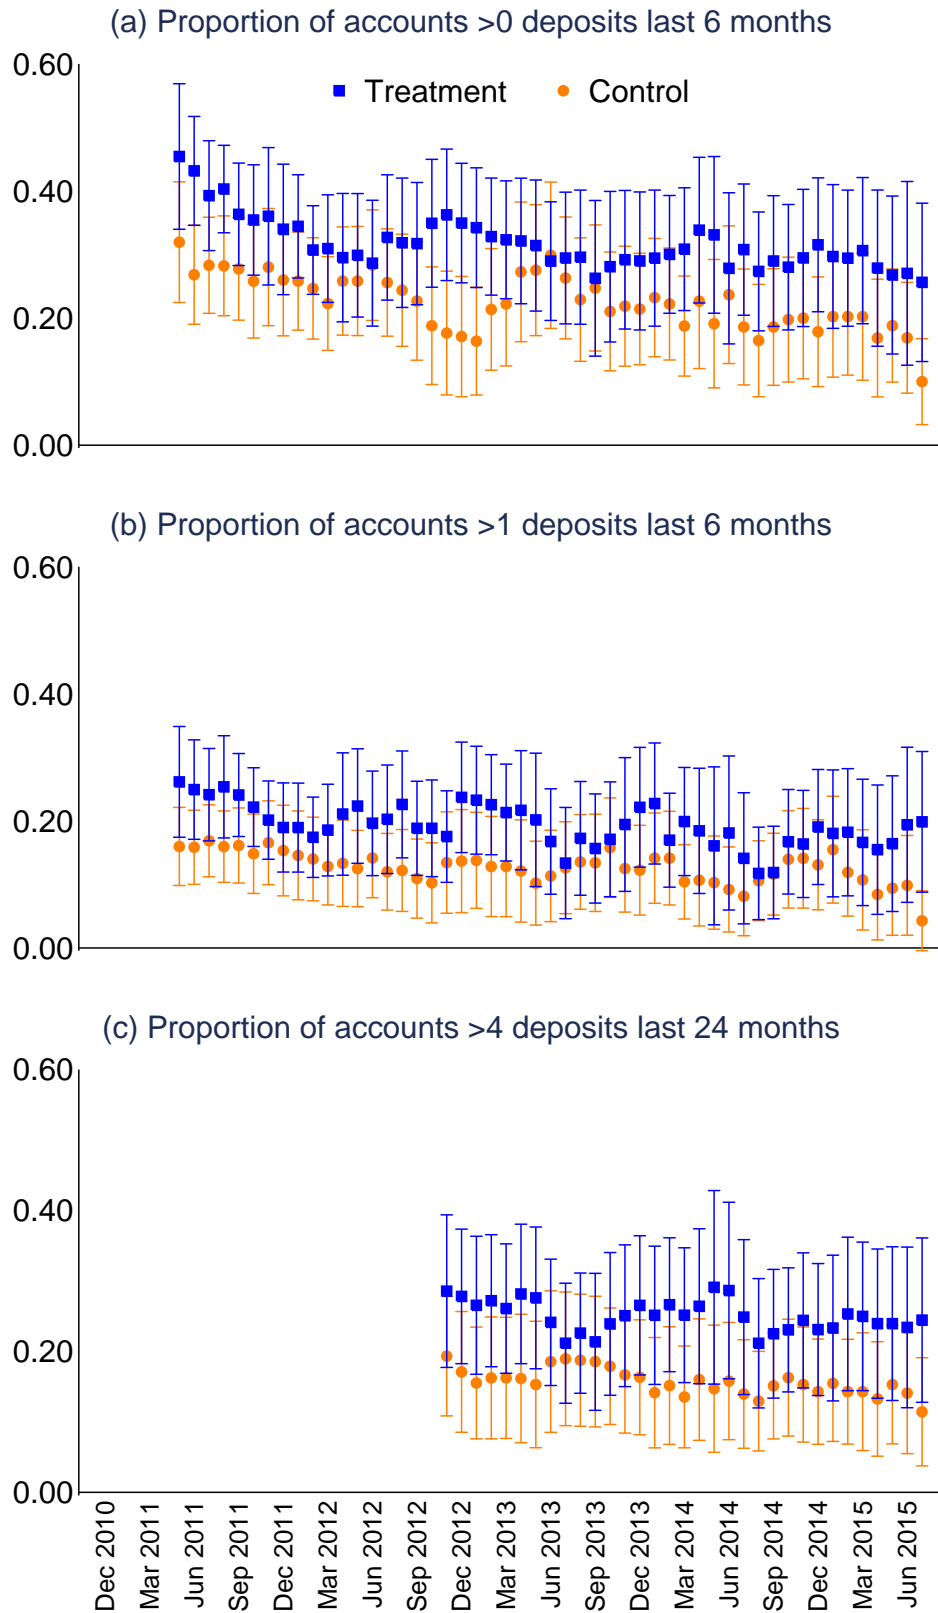 (a) Proportion of accounts >0 deposits last 6 months
0.60
Treatment Control
0.40
0.20
0.00
(b) Proportion of accounts >1 deposits last 6 months
0.60
0.40
0.20
0.00
(c) Proportion of accounts >4 deposits last 24 months
0.60
0.40
0.20
0.00
Dec 2010
Mar 2011
Jun 2011
Sep 2011
Dec 2011
Mar 2012
Jun 2012
Sep 2012
Dec 2012
Mar 2013
Jun 2013
Sep 2013
Dec 2013
Mar 2014
Jun 2014
Sep 2014
Dec 2014
Mar 2015
Jun 2015